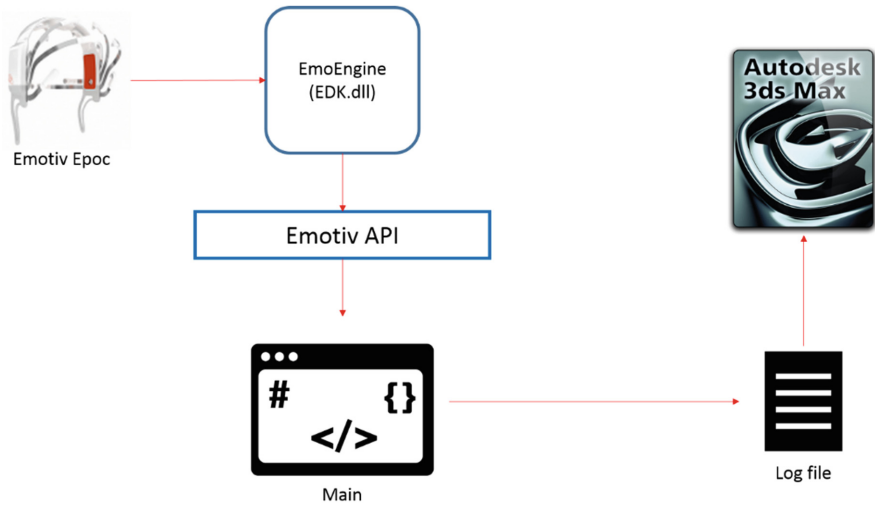 Emotiv Epoc
EmoEngine
(EDK.dll)
Emotiv API
# {}
</>
Main
Log file
Autodesk
3ds Max